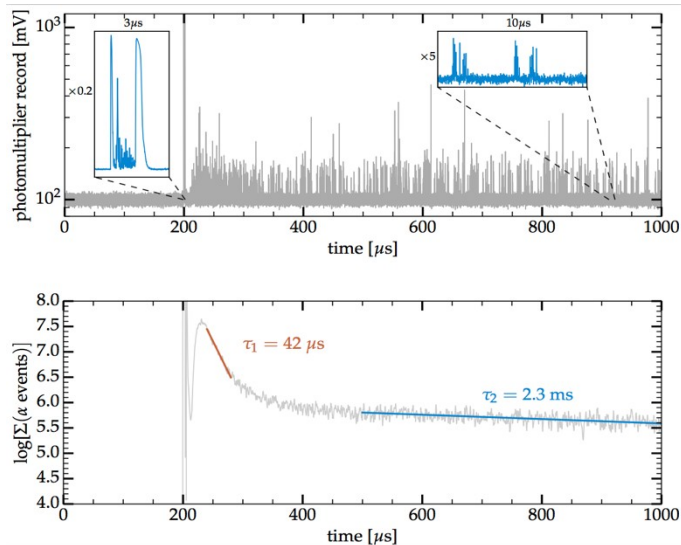 photomultiplier record [mV]
10³
10²
3μs
×0.2
10μs
×5
0 200 400 600 800 1000
time [μs]
log[Σ(α events)]
8.0
7.5
7.0
6.5
6.0
5.5
5.0
4.5
4.0
τ₁ = 42 μs
τ₂ = 2.3 ms
0 200 400 600 800 1000
time [μs]